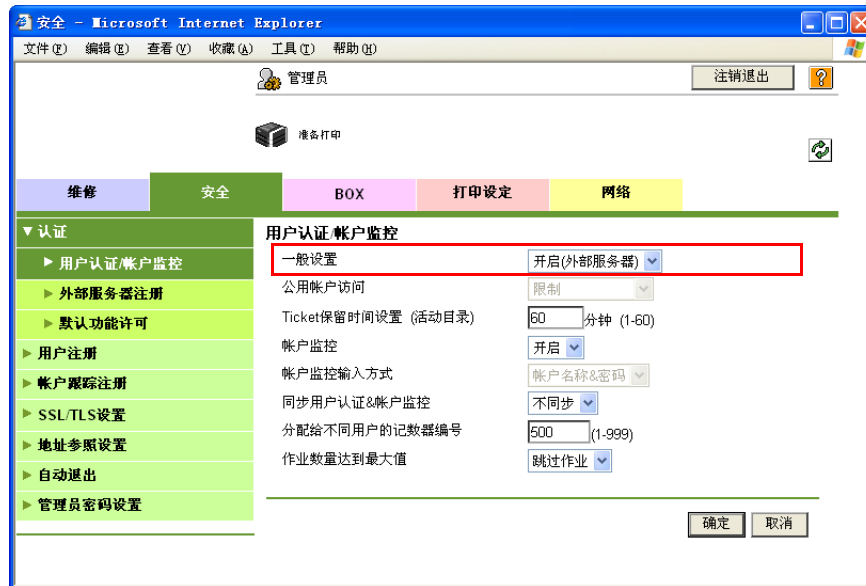 安全 - Microsoft Internet Explorer
文件(F) 编辑(E) 查看(V) 收藏(A) 工具(T) 帮助(H)
管理员
注销退出
?
准备打印
维修
安全
BOX
打印设定
网络
▼认证
▶ 用户认证/帐户监控
▶ 外部服务器注册
▶ 默认功能许可
▶ 用户注册
▶ 帐户跟踪注册
▶ SSL/TLS设置
▶ 地址参照设置
▶ 自动退出
▶ 管理员密码设置
用户认证/帐户监控
一般设置 开启(外部服务器)
公用帐户访问 限制
Ticket保留时间设置 (活动目录) 60 分钟 (1-60)
帐户监控 开启
帐户监控输入方式 帐户名称&密码
同步用户认证&帐户监控 不同步
分配给不同用户的记数器编号 500 (1-999)
作业数量达到最大值 跳过作业
确定 取消